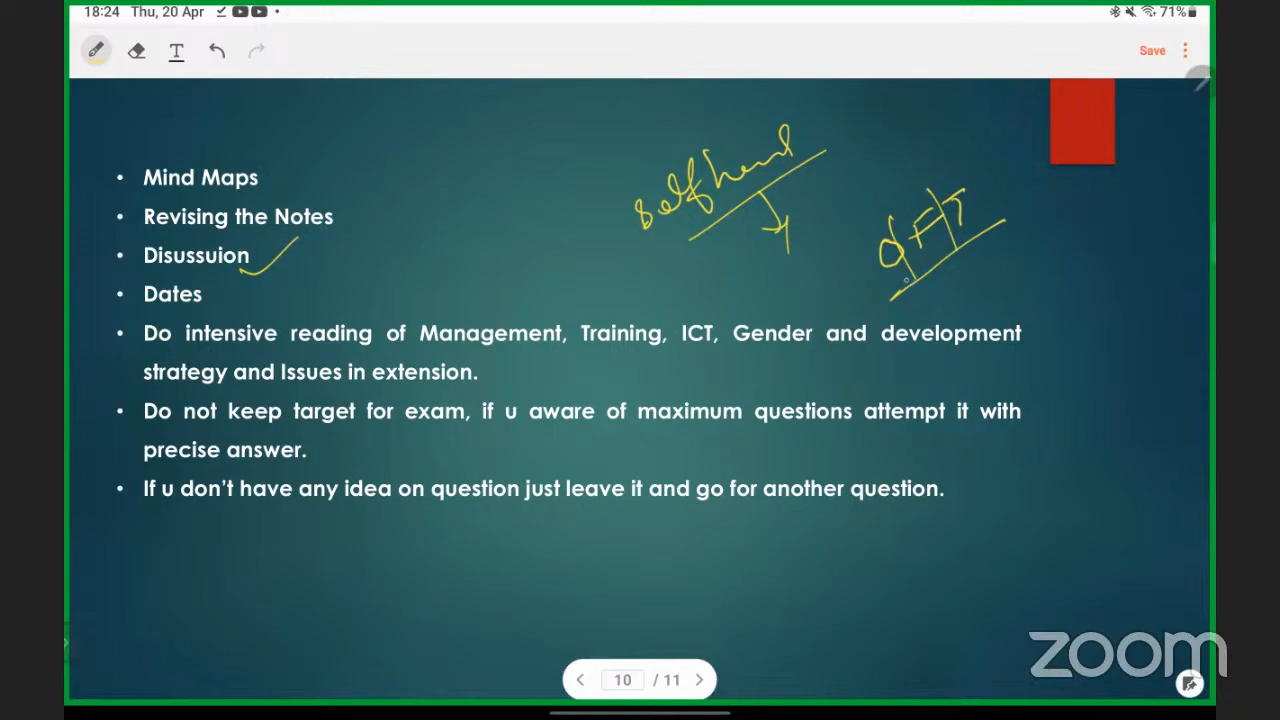 18:24 Thu, 20 Apr
71%
T
Save
Mind Maps
Revising the Notes
Disussuion
Dates
Do intensive reading of Management, Training, ICT, Gender and development
strategy and Issues in extension.
Do not keep target for exam, if u aware of maximum questions attempt it with
precise answer.
If u don’t have any idea on question just leave it and go for another question.
10 / 11
zoom